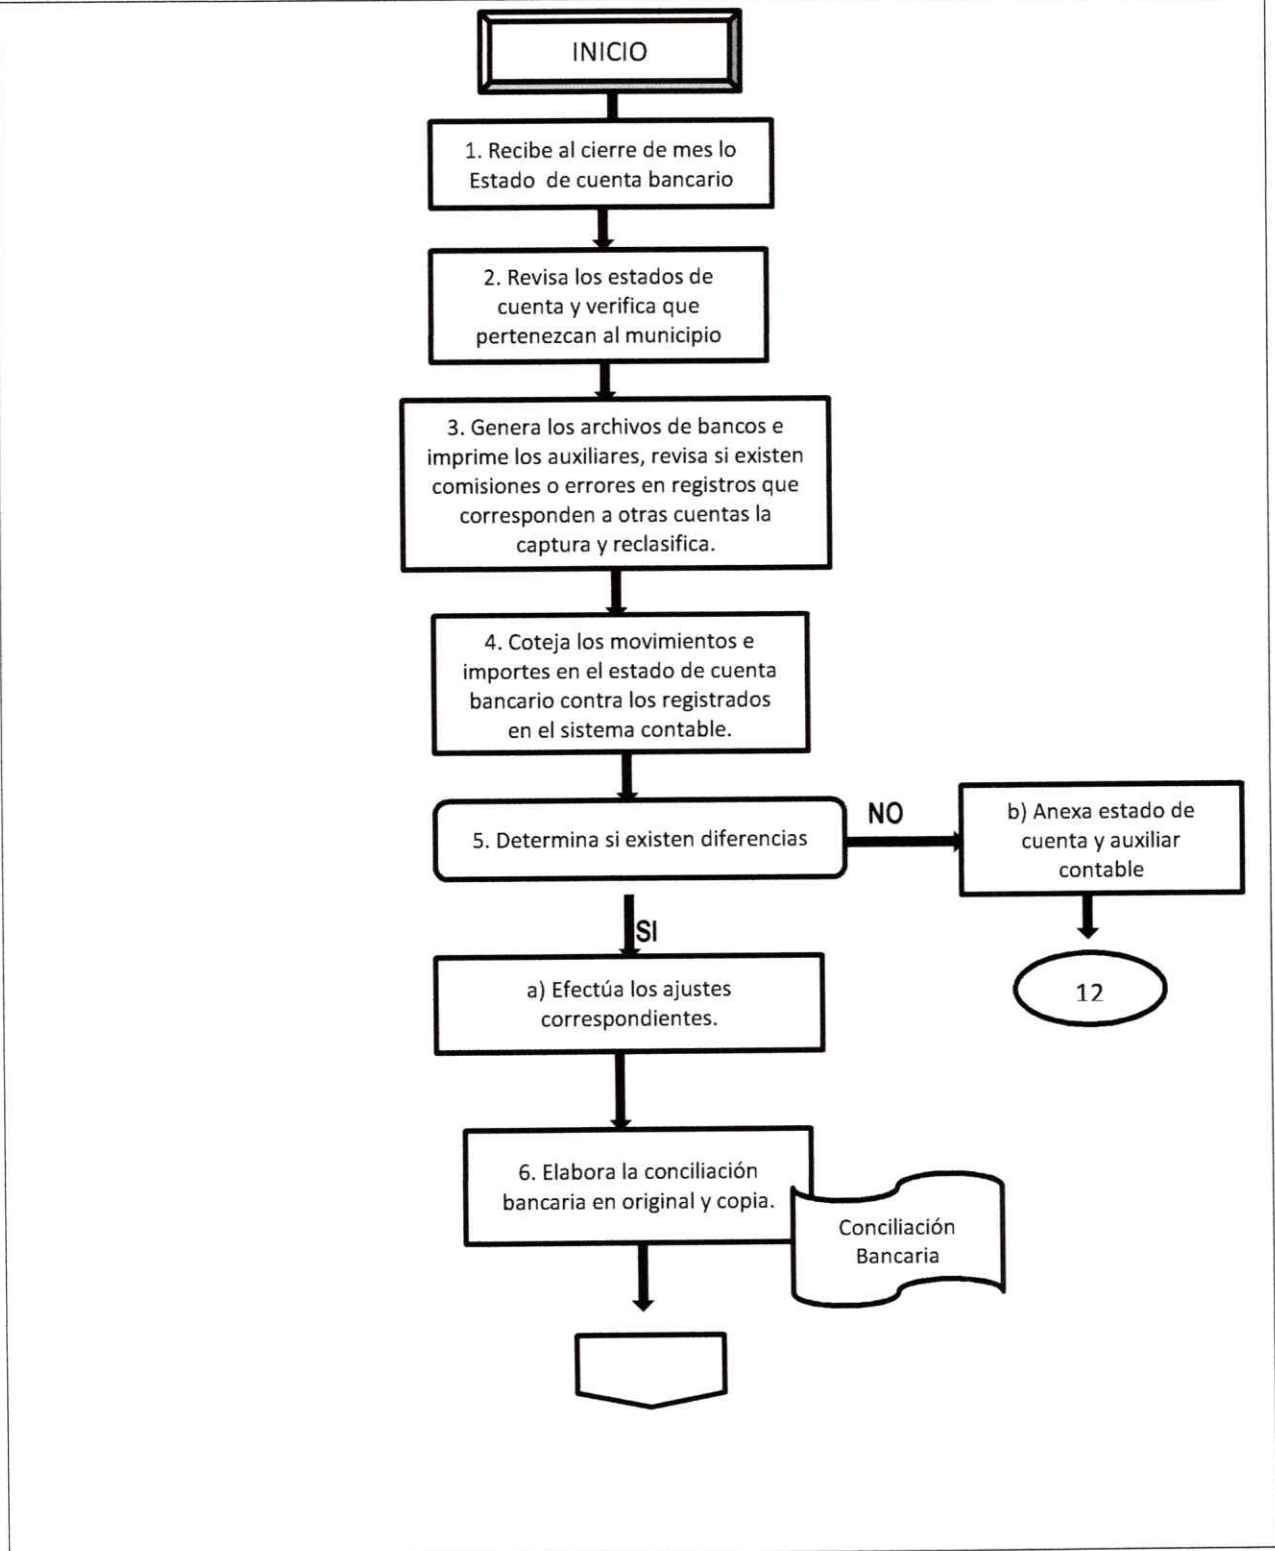 INICIO
1. Recibe al cierre de mes lo
Estado de cuenta bancario
2. Revisa los estados de
cuenta y verifica que
pertenezcan al municipio
3. Genera los archivos de bancos e
imprime los auxiliares, revisa si existen
comisiones o errores en registros que
corresponden a otras cuentas la
captura y reclasifica.
4. Coteja los movimientos e
importes en el estado de cuenta
bancario contra los registrados
en el sistema contable.
5. Determina si existen diferencias
NO
b) Anexa estado de
cuenta y auxiliar
contable
12
SI
a) Efectúa los ajustes
correspondientes.
6. Elabora la conciliación
bancaria en original y copia.
Conciliación
Bancaria